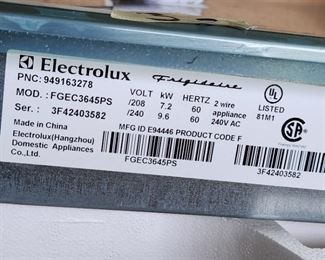 Electrolux Frigidaire
PNC: 949163278 VOLT kW HERTZ 2 wire UL
MOD.: FGEC3645PS /208 7.2 60 appliance LISTED
Ser.: 3F42403582 /240 9.6 60 240V AC 81M1
Made in China MFG ID E94446 PRODUCT CODE F SP
Electrolux(Hangzhou)
Domestic Appliances FGEC3645PS 3F42403582
Co.,Ltd.